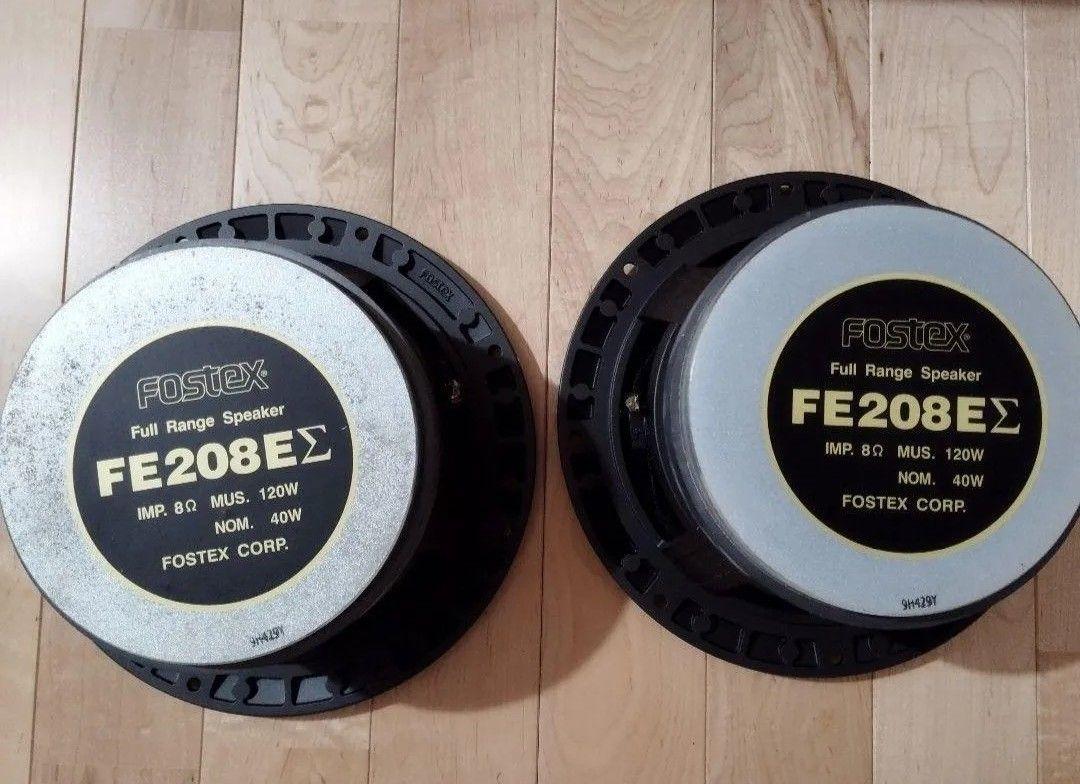 FOSTEX
FOSTEX®
Full Range Speaker
FE208EΣ
IMP. 8Ω MUS. 120W
NOM. 40W
FOSTEX CORP.
9H429Y
FOSTEX®
Full Range Speaker
FE208EΣ
IMP. 8Ω MUS. 120W
NOM. 40W
FOSTEX CORP.
9H429Y